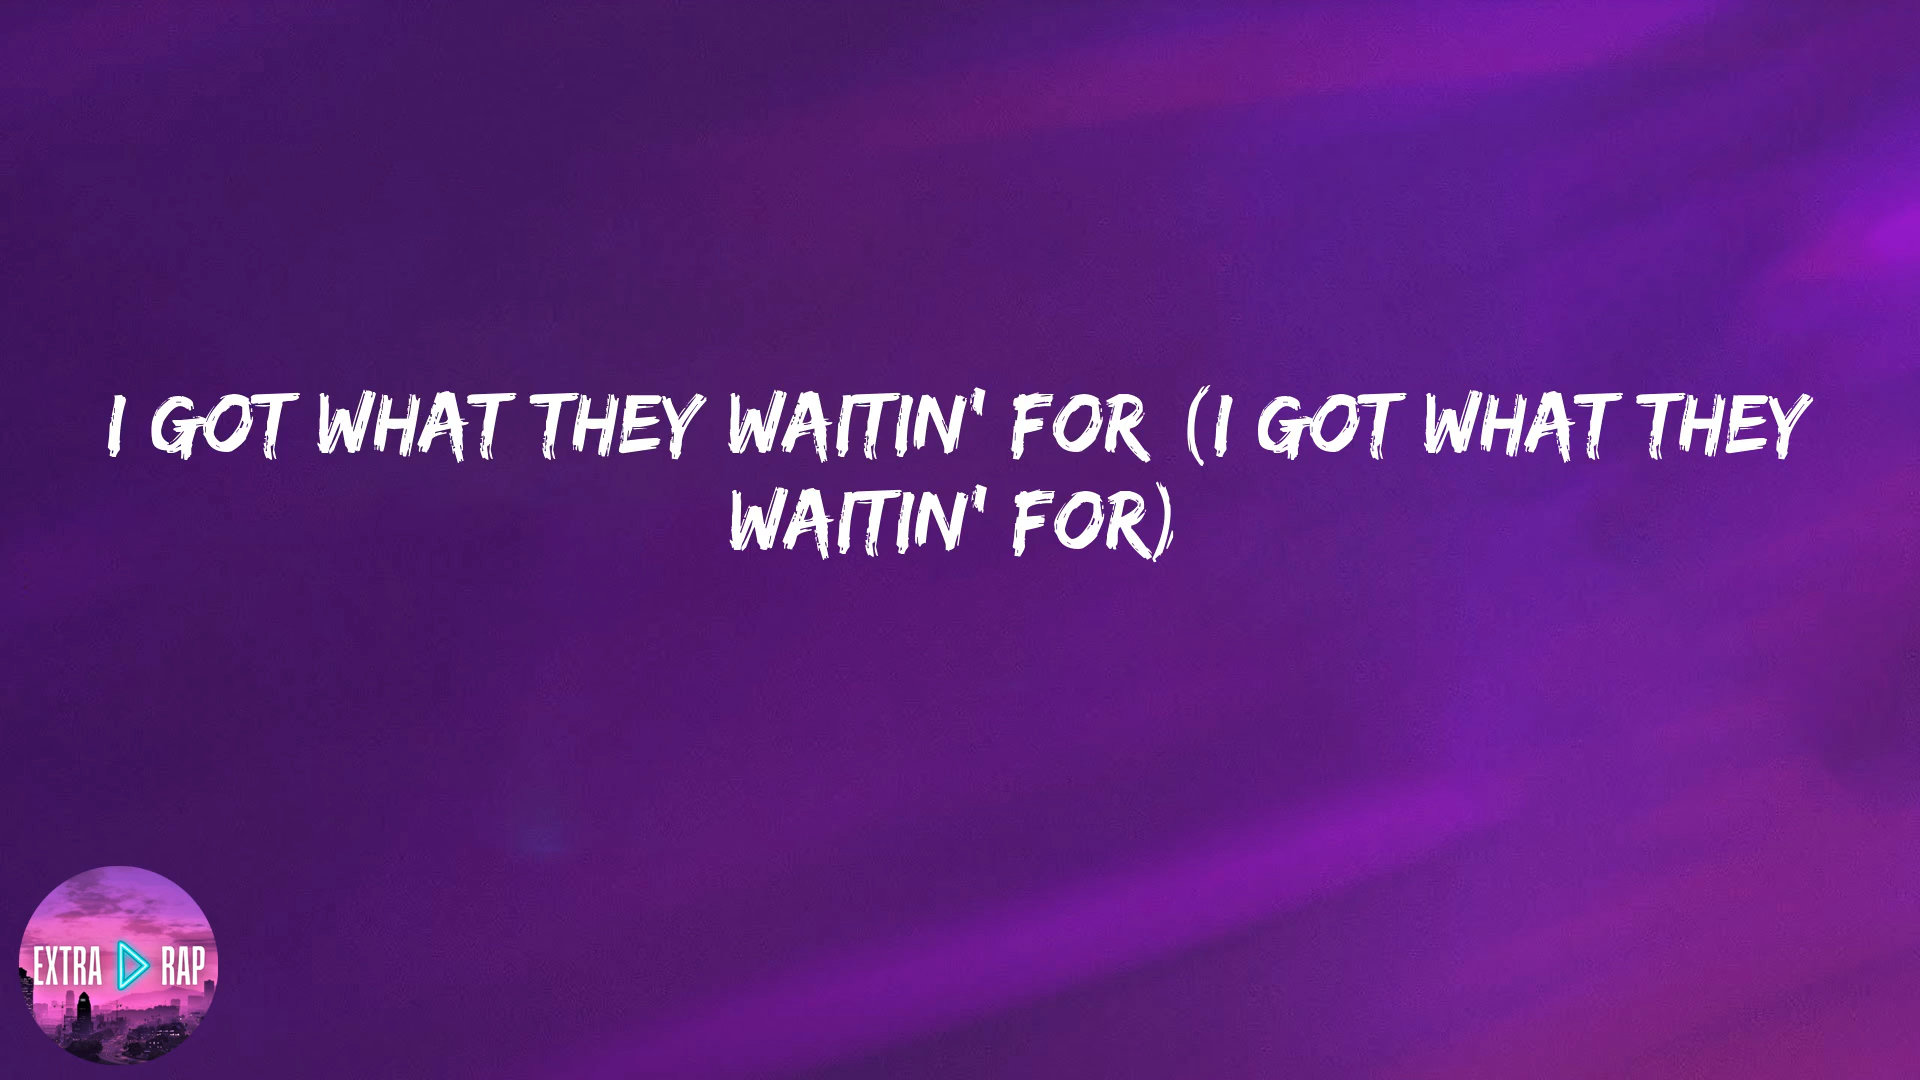 I GOT WHAT THEY WAITIN' FOR (I GOT WHAT THEY
WAITIN' FOR)
EXTRA RAP